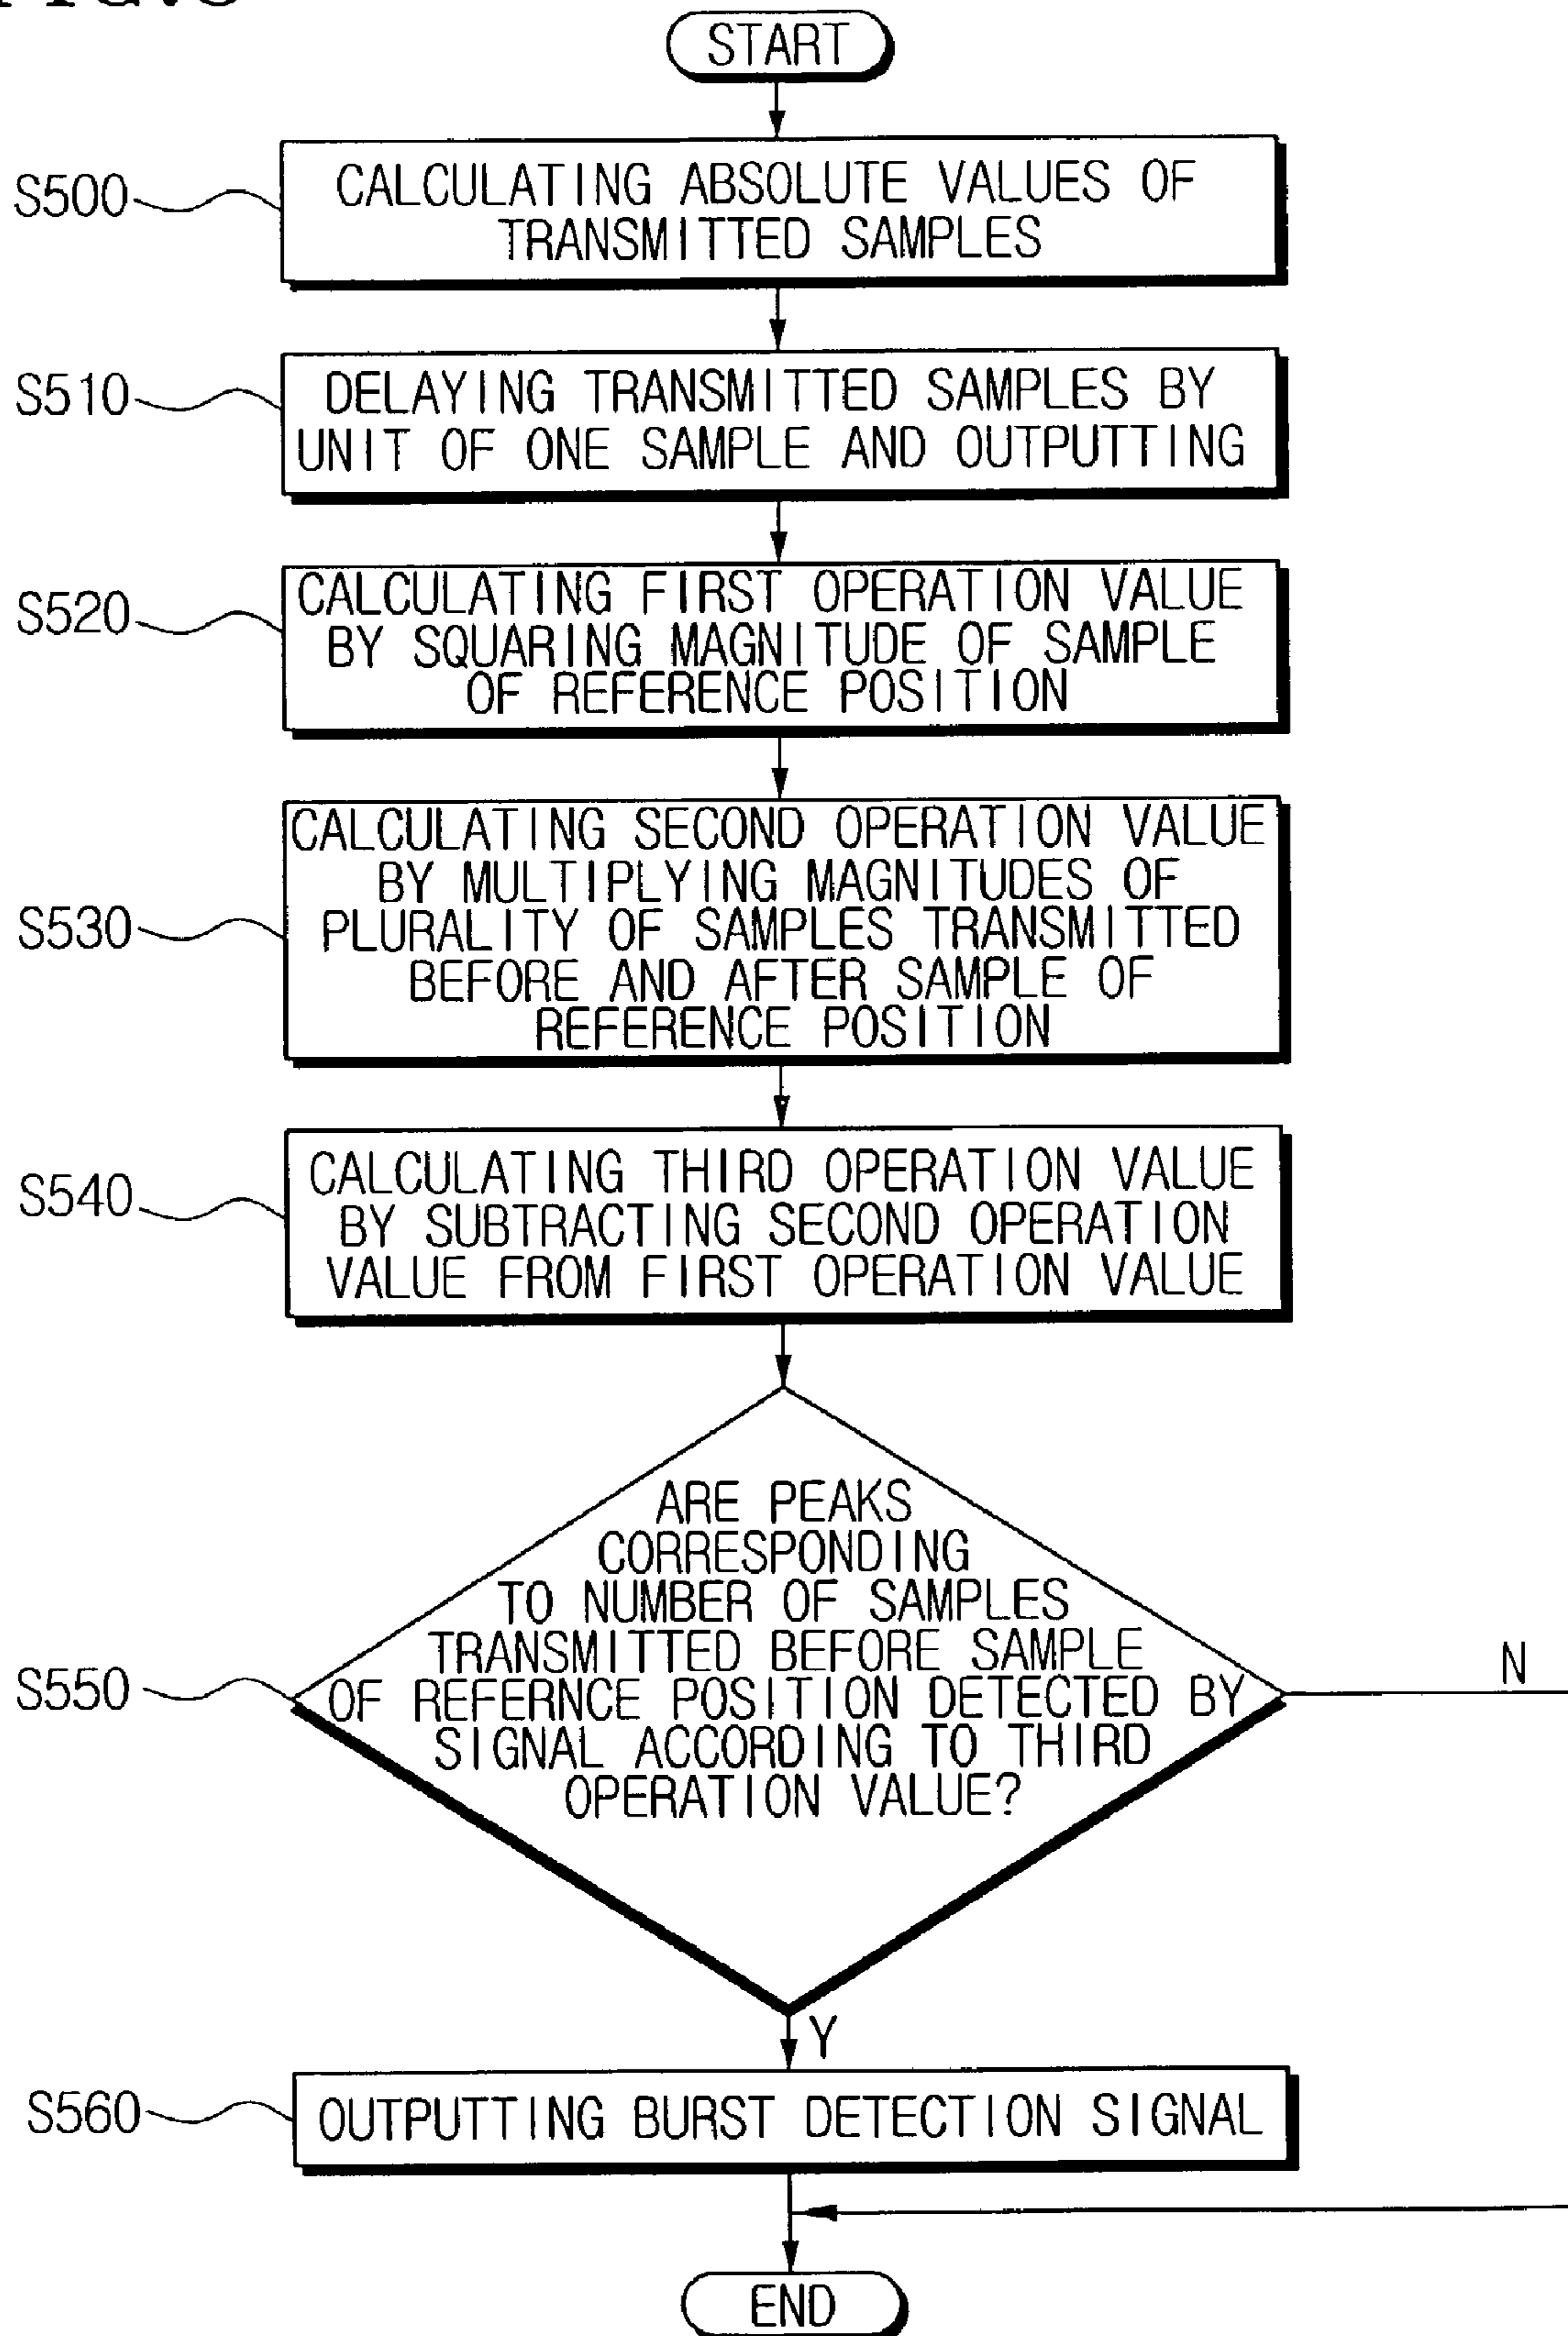 START
S500
CALCULATING ABSOLUTE VALUES OF
TRANSMITTED SAMPLES
S510
DELAYING TRANSMITTED SAMPLES BY
UNIT OF ONE SAMPLE AND OUTPUTTING
S520
CALCULATING FIRST OPERATION VALUE
BY SQUARING MAGNITUDE OF SAMPLE
OF REFERENCE POSITION
S530
CALCULATING SECOND OPERATION VALUE
BY MULTIPLYING MAGNITUDES OF
PLURALITY OF SAMPLES TRANSMITTED
BEFORE AND AFTER SAMPLE OF
REFERENCE POSITION
S540
CALCULATING THIRD OPERATION VALUE
BY SUBTRACTING SECOND OPERATION
VALUE FROM FIRST OPERATION VALUE
S550
ARE PEAKS
CORRESPONDING
TO NUMBER OF SAMPLES
TRANSMITTED BEFORE SAMPLE
OF REFERNCE POSITION DETECTED BY
SIGNAL ACCORDING TO THIRD
OPERATION VALUE?
N
Y
S560
OUTPUTTING BURST DETECTION SIGNAL
END